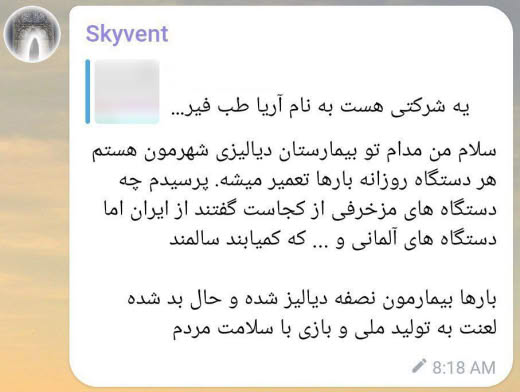 Skyvent
یه شرکتی هست به نام آریا طب فیر...
سلام من مدام تو بیمارستان دیالیزی شهرمون هستم
هر دستگاه روزانه بارها تعمیر میشه. پرسیدم چه
دستگاه های مزخرفی از کجاست گفتند از ایران اما
دستگاه های آلمانی و ... که کمیابند سالمند
بارها بیمارمون نصفه دیالیز شده و حال بد شده
لعنت به تولید ملی و بازی با سلامت مردم
8:18 AM